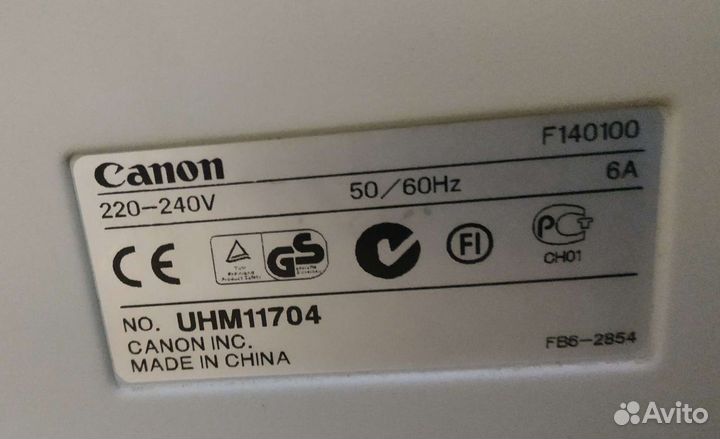 Canon F140100
220-240V 50/60Hz 6A
CE GS FI PCT
CH01
NO. UHM11704
CANON INC.
MADE IN CHINA FB6-2854
Avito